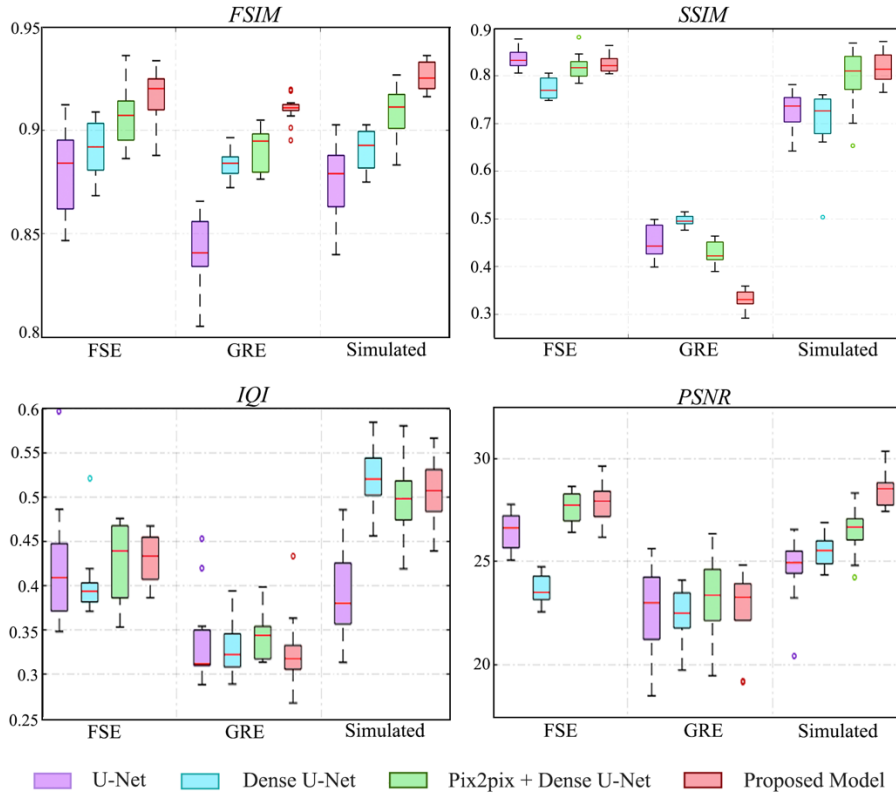 FSIM
0.95
0.9
0.85
0.8
FSE GRE Simulated
SSIM
0.9
0.8
0.7
0.6
0.5
0.4
0.3
FSE GRE Simulated
IQI
0.6
0.55
0.5
0.45
0.4
0.35
0.3
0.25
FSE GRE Simulated
PSNR
30
25
20
FSE GRE Simulated
U-Net Dense U-Net Pix2pix + Dense U-Net Proposed Model